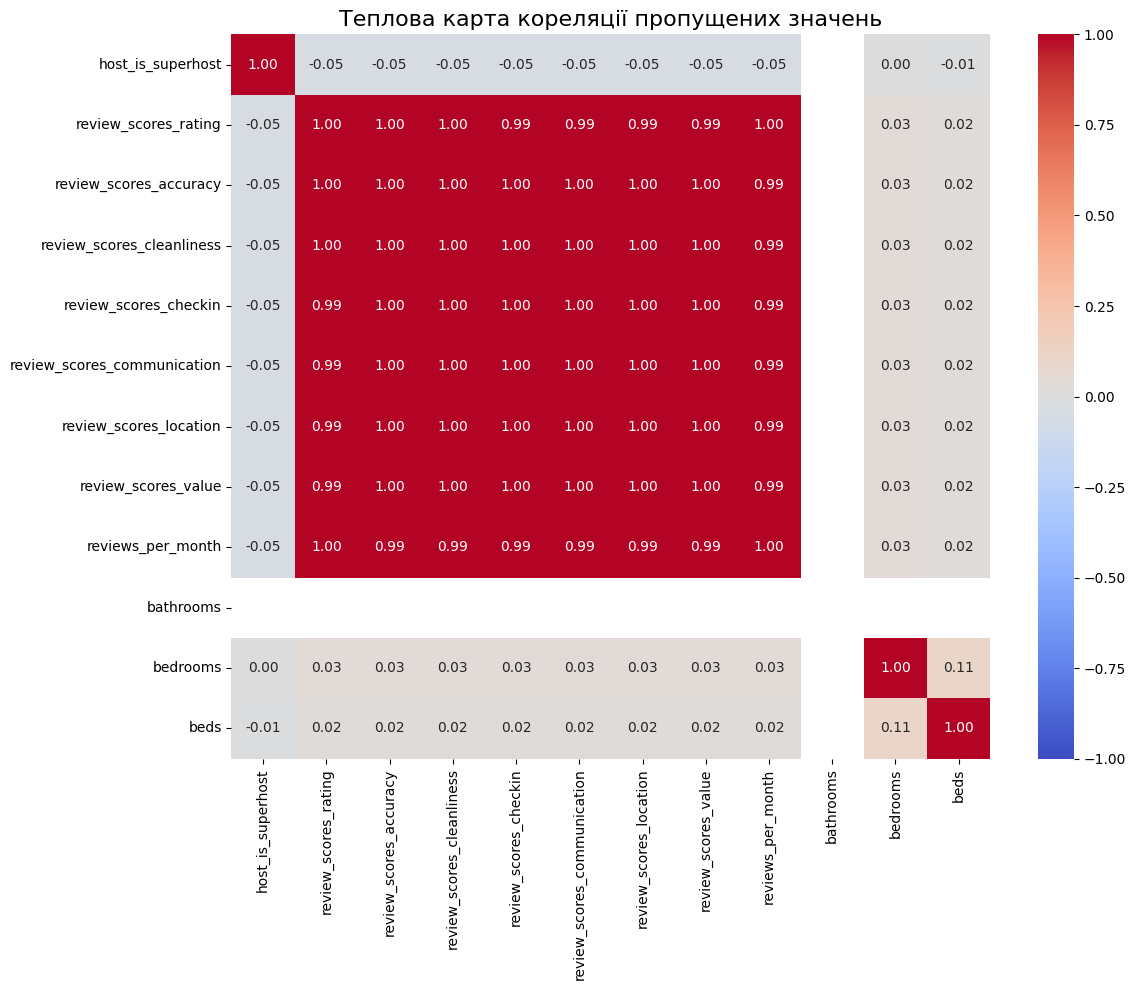 Теплова карта кореляції пропущених значень
host_is_superhost 1.00 -0.05 -0.05 -0.05 -0.05 -0.05 -0.05 -0.05 -0.05 0.00 -0.01
review_scores_rating -0.05 1.00 1.00 1.00 0.99 0.99 0.99 0.99 1.00 0.03 0.02
review_scores_accuracy -0.05 1.00 1.00 1.00 1.00 1.00 1.00 1.00 0.99 0.03 0.02
review_scores_cleanliness -0.05 1.00 1.00 1.00 1.00 1.00 1.00 1.00 0.99 0.03 0.02
review_scores_checkin -0.05 0.99 1.00 1.00 1.00 1.00 1.00 1.00 0.99 0.03 0.02
review_scores_communication -0.05 0.99 1.00 1.00 1.00 1.00 1.00 1.00 0.99 0.03 0.02
review_scores_location -0.05 0.99 1.00 1.00 1.00 1.00 1.00 1.00 0.99 0.03 0.02
review_scores_value -0.05 0.99 1.00 1.00 1.00 1.00 1.00 1.00 0.99 0.03 0.02
reviews_per_month -0.05 1.00 0.99 0.99 0.99 0.99 0.99 0.99 1.00 0.03 0.02
bathrooms
bedrooms 0.00 0.03 0.03 0.03 0.03 0.03 0.03 0.03 0.03 1.00 0.11
beds -0.01 0.02 0.02 0.02 0.02 0.02 0.02 0.02 0.02 0.11 1.00
host_is_superhost
review_scores_rating
review_scores_accuracy
review_scores_cleanliness
review_scores_checkin
review_scores_communication
review_scores_location
review_scores_value
reviews_per_month
bathrooms
bedrooms
beds
1.00
0.75
0.50
0.25
0.00
−0.25
−0.50
−0.75
−1.00